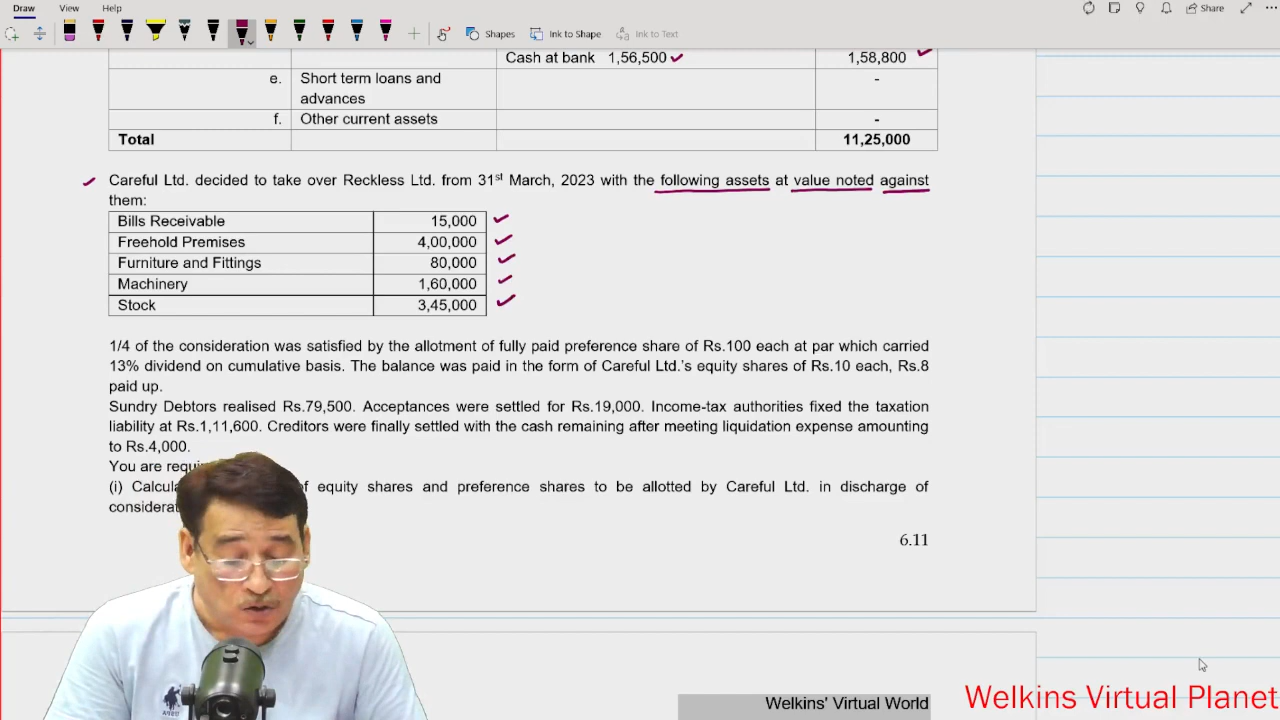 Draw View Help Share
Shapes Ink to Shape Ink to Text
Cash at bank 1,56,500 1,58,800
e. Short term loans and -
advances
f. Other current assets -
Total 11,25,000
Careful Ltd. decided to take over Reckless Ltd. from 31st March, 2023 with the following assets at value noted against
them:
Bills Receivable 15,000
Freehold Premises 4,00,000
Furniture and Fittings 80,000
Machinery 1,60,000
Stock 3,45,000
1/4 of the consideration was satisfied by the allotment of fully paid preference share of Rs.100 each at par which carried
13% dividend on cumulative basis. The balance was paid in the form of Careful Ltd.'s equity shares of Rs.10 each, Rs.8
paid up.
Sundry Debtors realised Rs.79,500. Acceptances were settled for Rs.19,000. Income-tax authorities fixed the taxation
liability at Rs.1,11,600. Creditors were finally settled with the cash remaining after meeting liquidation expense amounting
to Rs.4,000.
You are requi
(i) Calcula f equity shares and preference shares to be allotted by Careful Ltd. in discharge of
considerat
6.11
Welkins' Virtual World
Welkins Virtual Planet